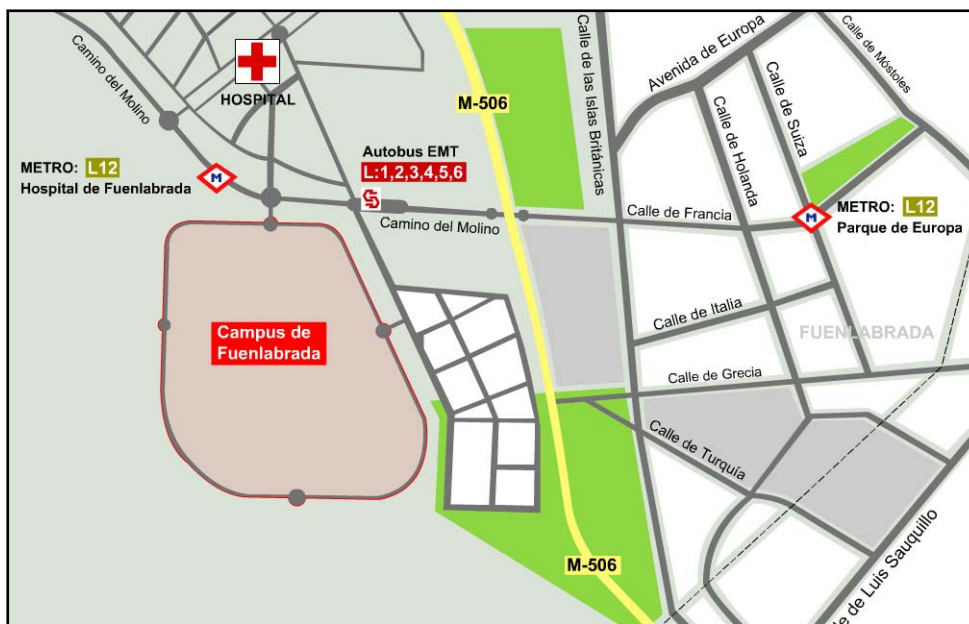 Camino del Molino
HOSPITAL
METRO: L12
Hospital de Fuenlabrada
Autobus EMT
L:1,2,3,4,5,6
Camino del Molino
M-506
Calle de las Islas Británicas
Avenida de Europa
Calle de Móstoles
Calle de Suiza
Calle de Holanda
Calle de Francia
METRO: L12
Parque de Europa
Campus de
Fuenlabrada
Calle de Italia
FUENLABRADA
Calle de Grecia
Calle de Turquía
M-506
de Luis Sauquillo